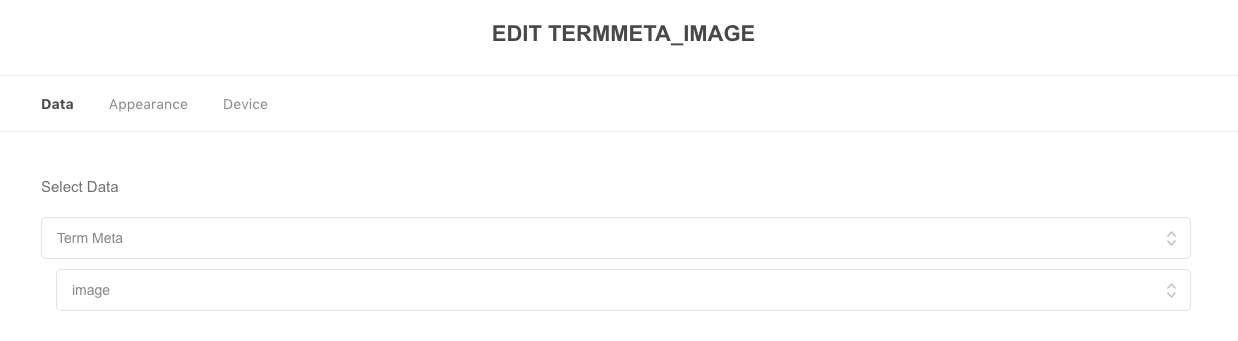 EDIT TERMMETA_IMAGE
Data Appearance Device
Select Data
Term Meta
image